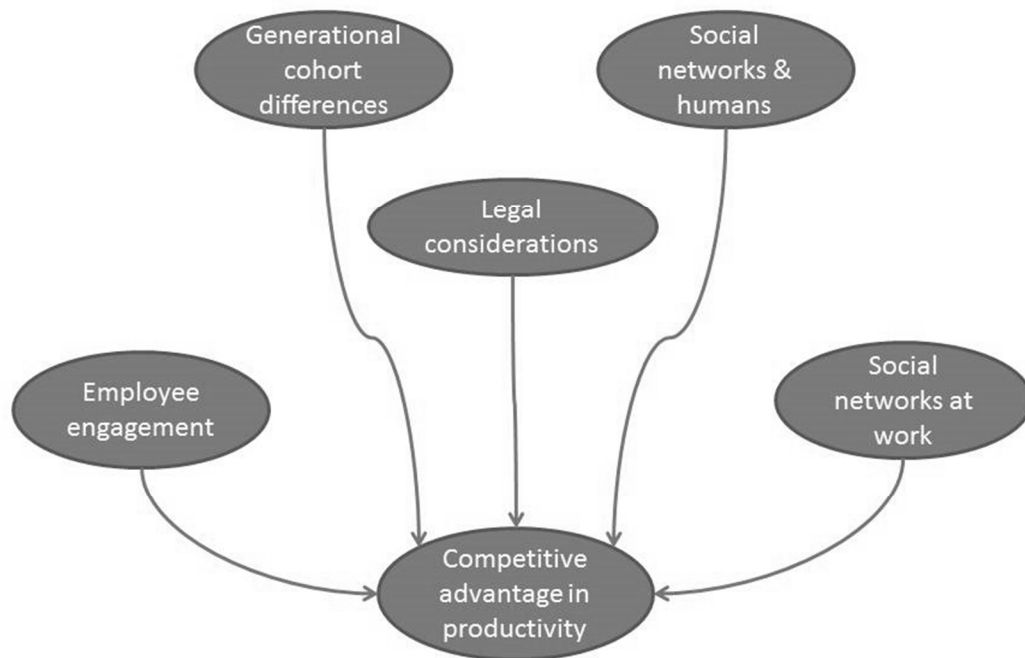 Generational
cohort
differences
Social
networks &
humans
Legal
considerations
Employee
engagement
Social
networks at
work
Competitive
advantage in
productivity